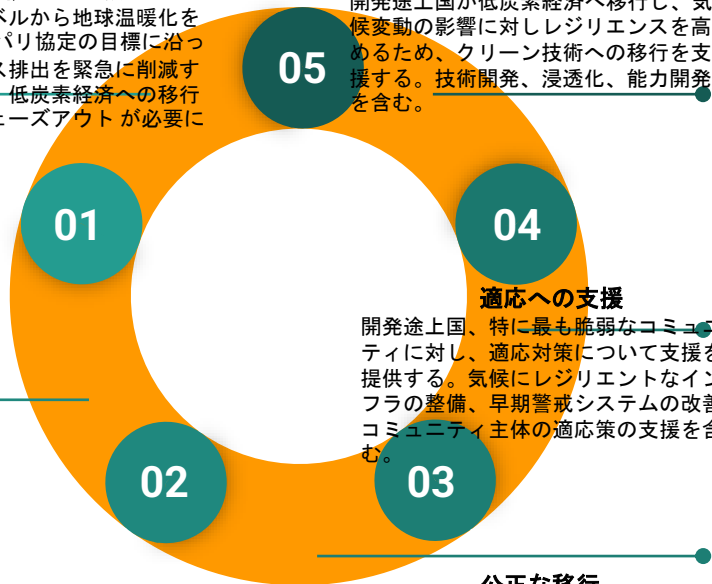 ベルから地球温暖化を
パリ協定の目標に沿っ
ス排出を緊急に削減す
低炭素経済への移行
ェーズアウト が必要に
05
開発途上国が低炭素経済へ移行し、気
候変動の影響に対しレジリエンスを高
めるため、クリーン技術への移行を支
援する。技術開発、浸透化、能力開発
を含む。
01
04
適応への支援
開発途上国、特に最も脆弱なコミュニ
ティに対し、適応対策について支援を
提供する。気候にレジリエントなイン
フラの整備、早期警戒システムの改善
コミュニティ主体の適応策の支援を含
む。
02
03
公正な移行